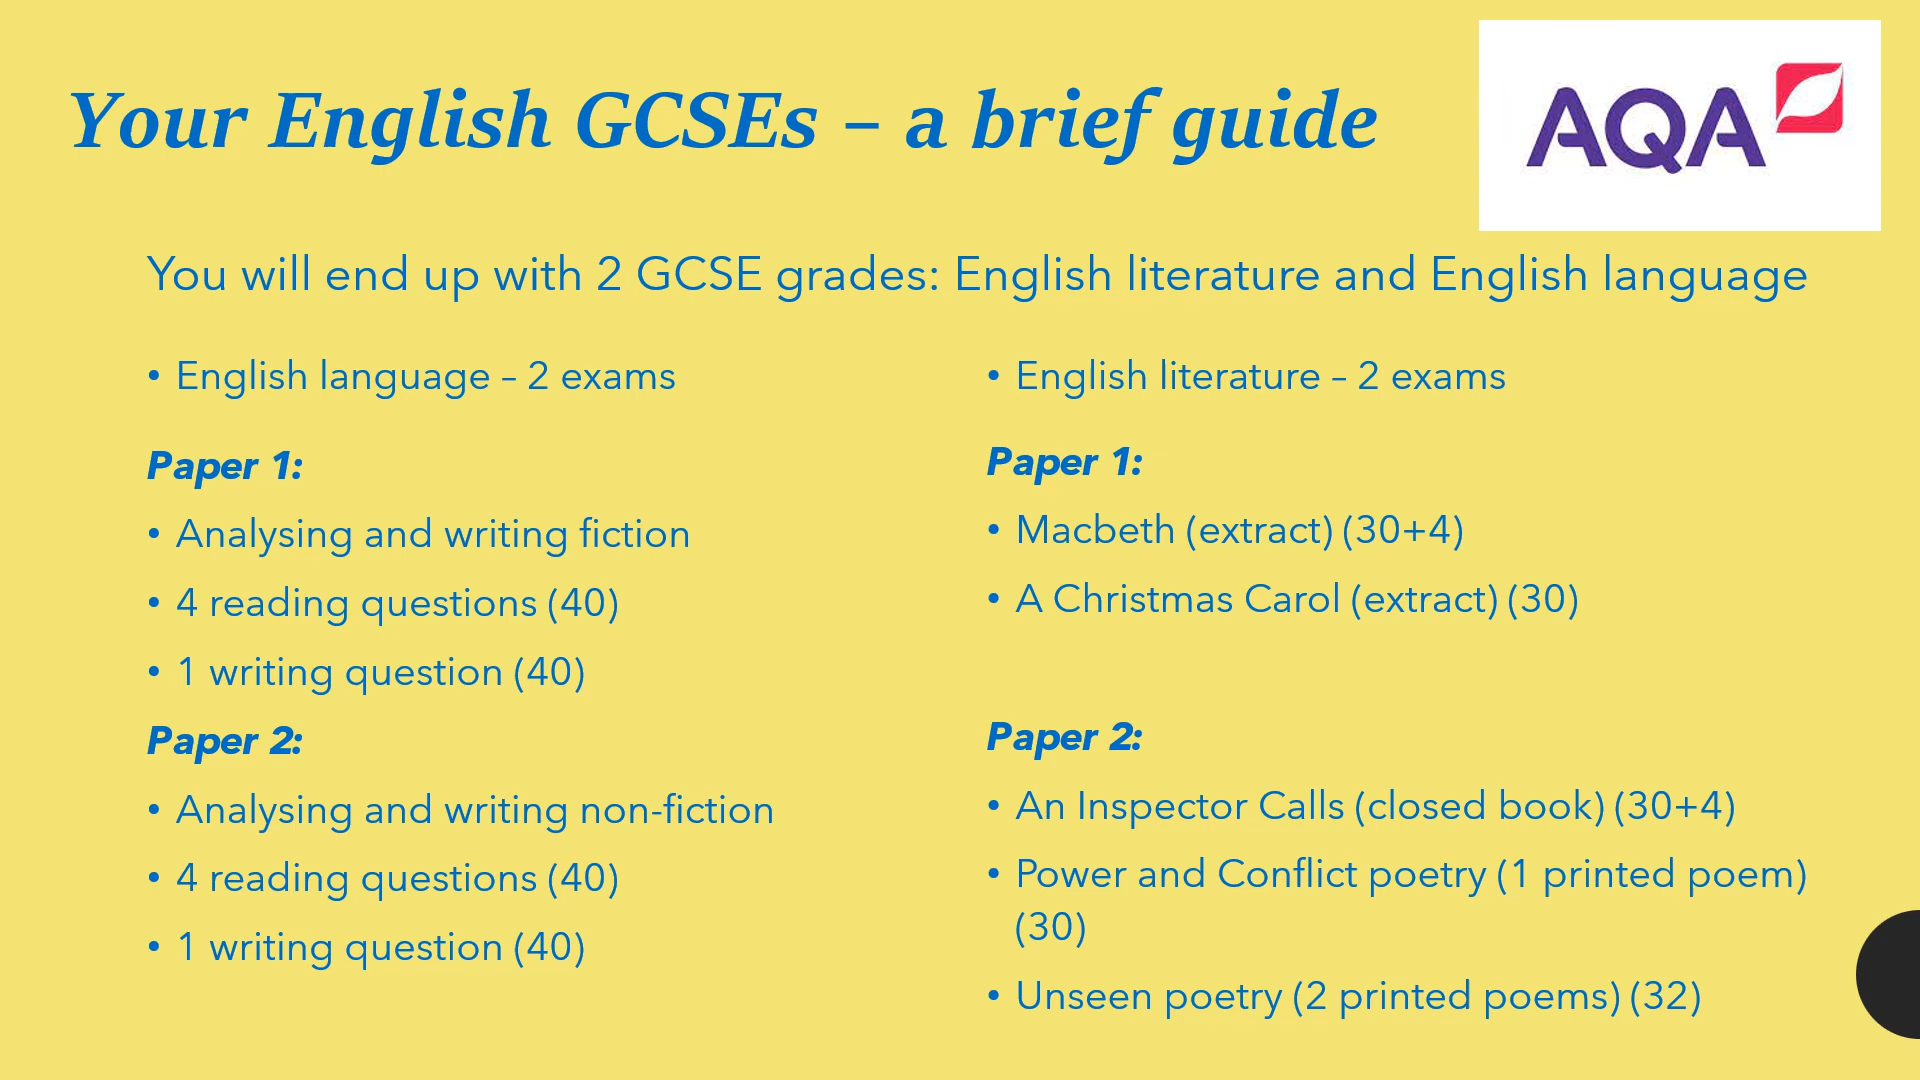 Your English GCSEs – a brief guide
AQA
You will end up with 2 GCSE grades: English literature and English language
• English language – 2 exams
Paper 1:
• Analysing and writing fiction
• 4 reading questions (40)
• 1 writing question (40)
Paper 2:
• Analysing and writing non-fiction
• 4 reading questions (40)
• 1 writing question (40)
• English literature – 2 exams
Paper 1:
• Macbeth (extract) (30+4)
• A Christmas Carol (extract) (30)
Paper 2:
• An Inspector Calls (closed book) (30+4)
• Power and Conflict poetry (1 printed poem)
(30)
• Unseen poetry (2 printed poems) (32)